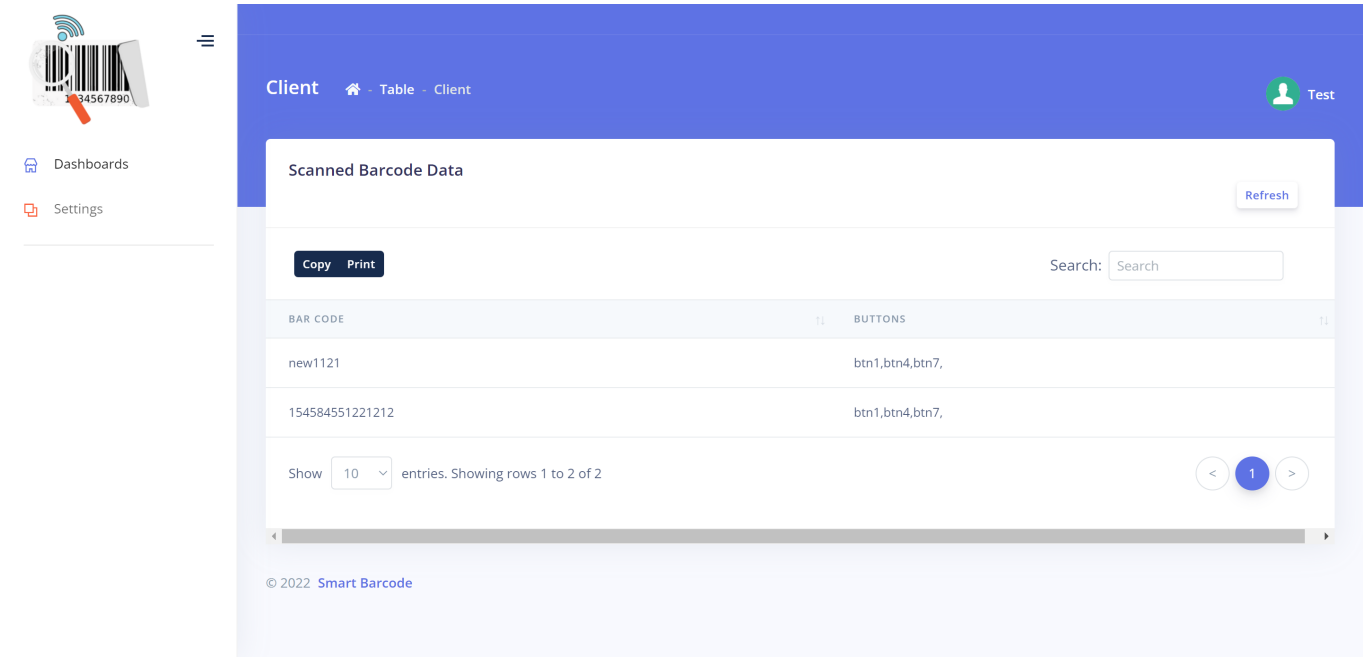 1234567890
Dashboards
Settings
Client - Table - Client
Test
Scanned Barcode Data
Refresh
Copy Print
Search: Search
BAR CODE BUTTONS
new1121 btn1,btn4,btn7,
154584551221212 btn1,btn4,btn7,
Show 10 entries. Showing rows 1 to 2 of 2
< 1 >
© 2022 Smart Barcode